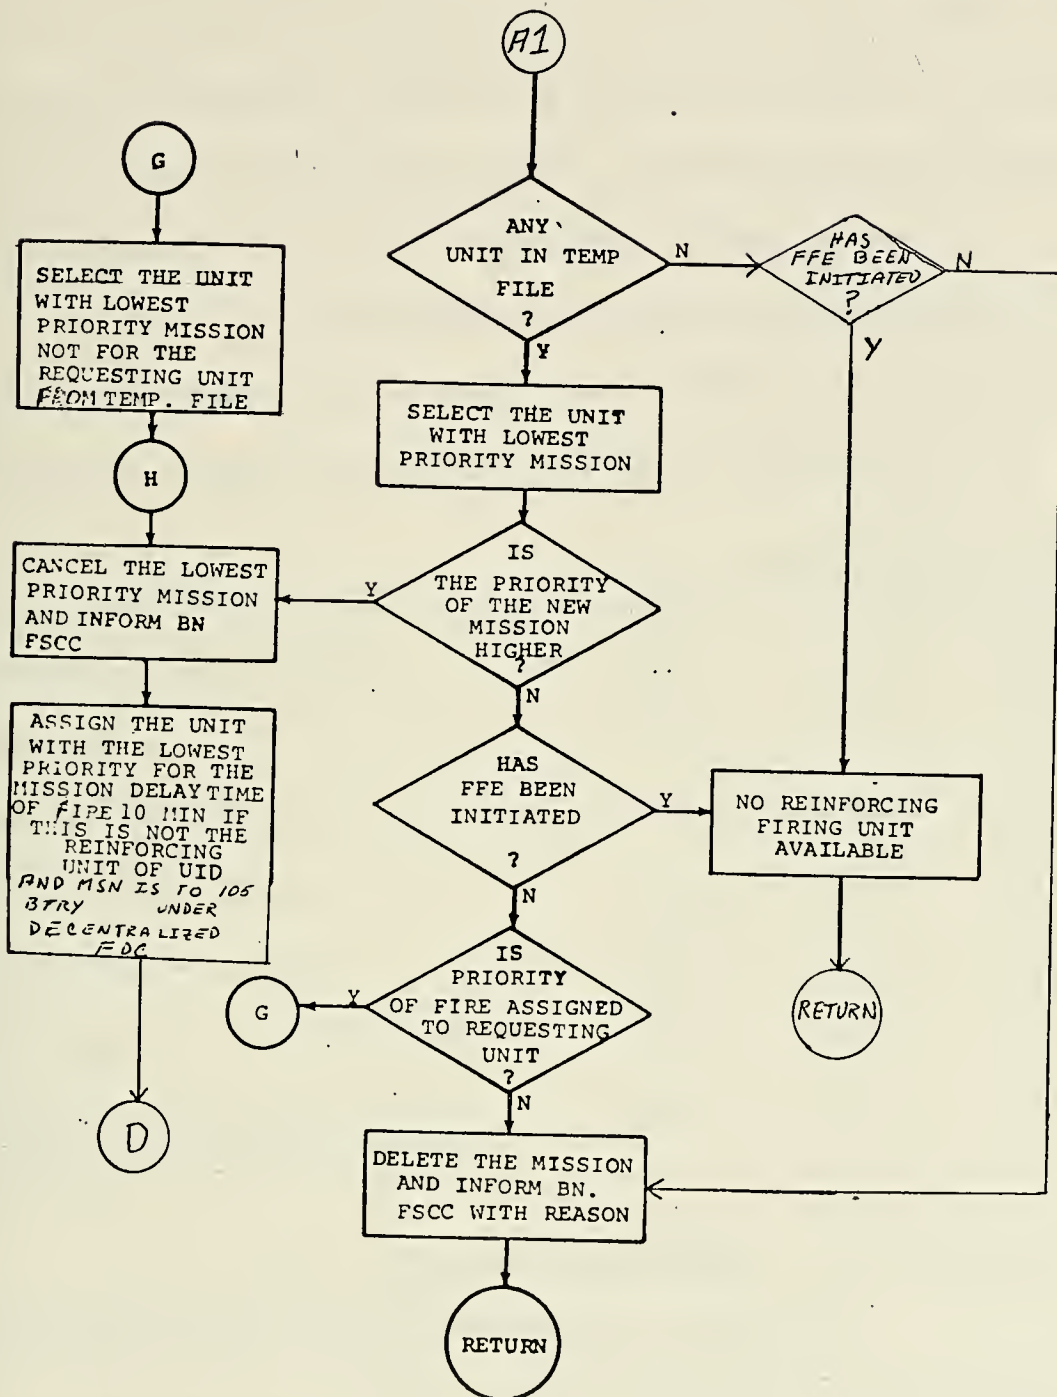 A1
G
SELECT THE UNIT
WITH LOWEST
PRIORITY MISSION
NOT FOR THE
REQUESTING UNIT
FROM TEMP. FILE
H
CANCEL THE LOWEST
PRIORITY MISSION
AND INFORM BN
FSCC
ASSIGN THE UNIT
WITH THE LOWEST
PRIORITY FOR THE
MISSION DELAY TIME
OF FIRE 10 MIN IF
THIS IS NOT THE
REINFORCING
UNIT OF UID
AND MSN IS TO 105
BTRY UNDER
DECENTRALIZED
FDC
D
ANY
UNIT IN TEMP
FILE
?
N
Y
SELECT THE UNIT
WITH LOWEST
PRIORITY MISSION
IS
THE PRIORITY
OF THE NEW
MISSION
HIGHER
?
Y
N
HAS
FFE BEEN
INITIATED
?
Y
N
IS
PRIORITY
OF FIRE ASSIGNED
TO REQUESTING
UNIT
?
Y
G
N
DELETE THE MISSION
AND INFORM BN.
FSCC WITH REASON
RETURN
HAS
FFE BEEN
INITIATED
?
N
Y
NO REINFORCING
FIRING UNIT
AVAILABLE
RETURN